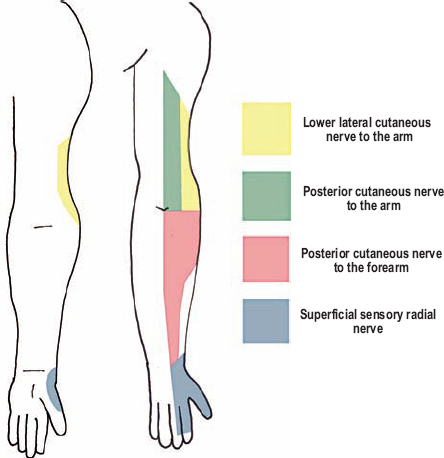 Lower lateral cutaneous
nerve to the arm
Posterior cutaneous nerve
to the arm
Posterior cutaneous nerve
to the forearm
Superficial sensory radial
nerve